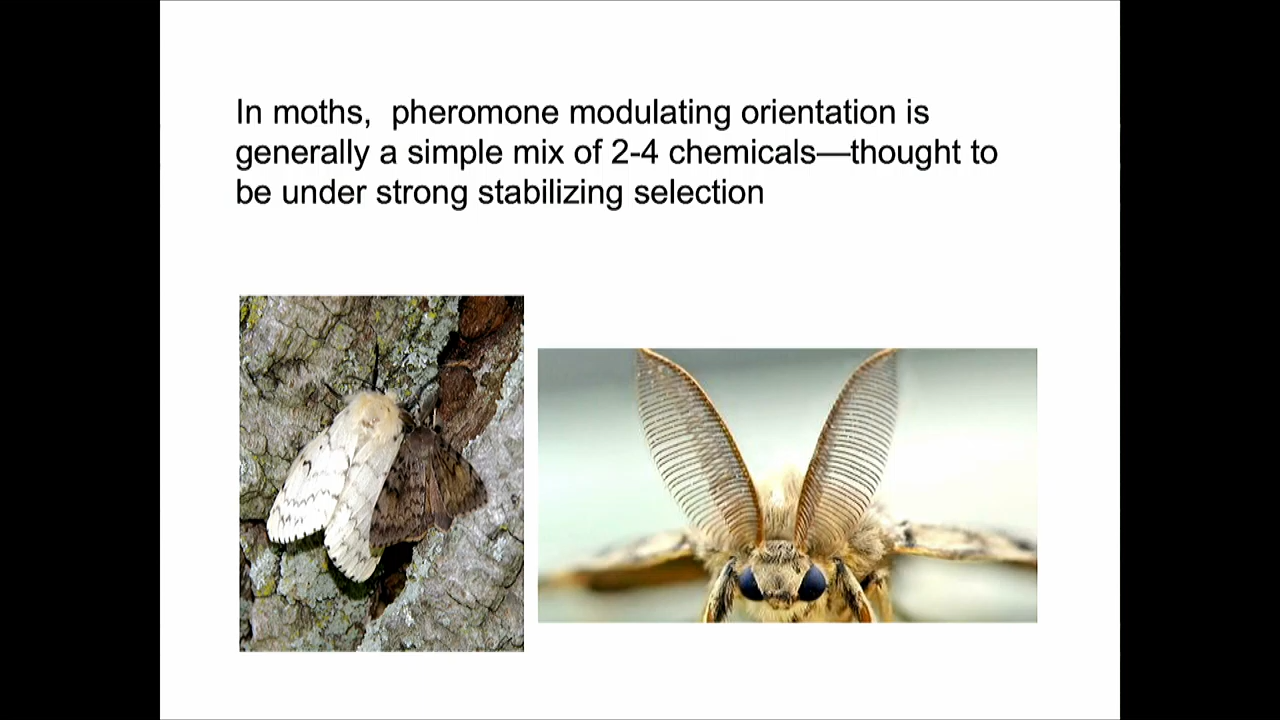 In moths,  pheromone modulating orientation is
generally a simple mix of 2-4 chemicals—thought to
be under strong stabilizing selection